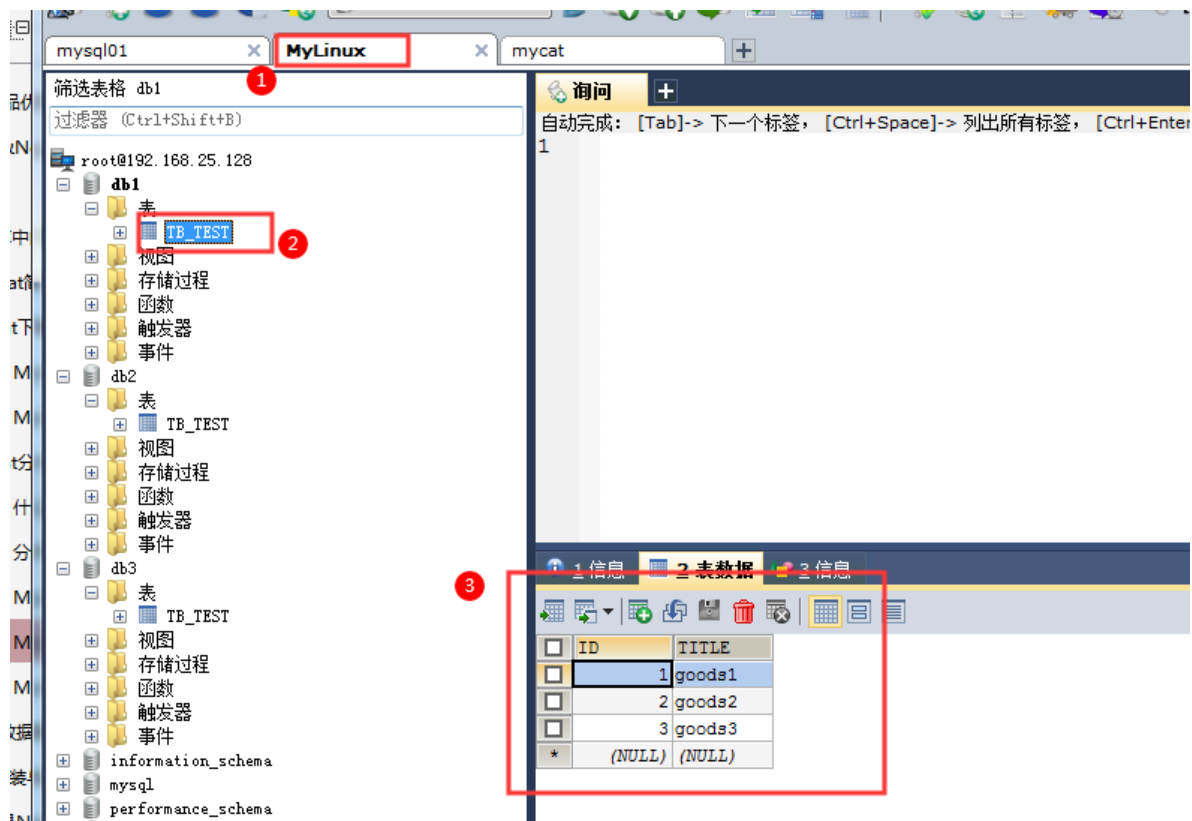 mysql01
MyLinux
mycat
1
筛选表格 db1
过滤器 (Ctrl+Shift+B)
root@192.168.25.128
db1
表
TB_TEST
2
视图
存储过程
函数
触发器
事件
db2
表
TB_TEST
视图
存储过程
函数
触发器
事件
db3
表
TB_TEST
视图
存储过程
函数
触发器
事件
information_schema
mysql
performance_schema
询问
自动完成: [Tab]-> 下一个标签, [Ctrl+Space]-> 列出所有标签, [Ctrl+Enter
1
3
1 信息 2 表数据 3 信息
ID TITLE
1 goods1
2 goods2
3 goods3
* (NULL) (NULL)